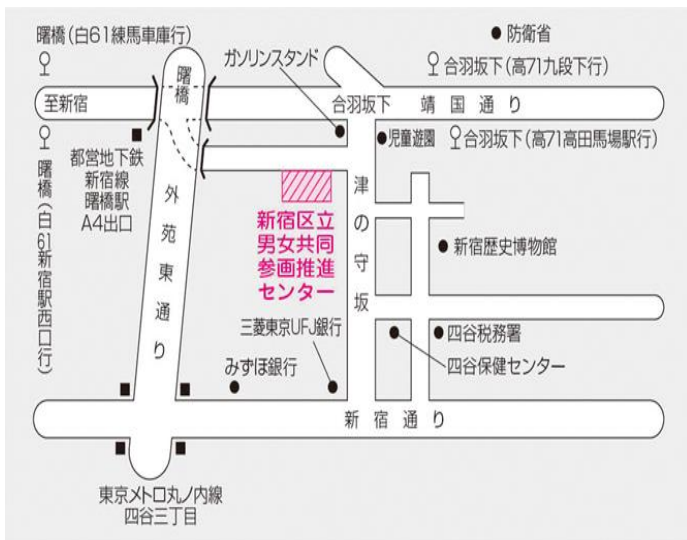 曙橋(白61練馬車庫行)
曙橋
ガソリンスタンド
防衛省
合羽坂下(高71九段下行)
至新宿
合羽坂下
靖国通り
都営地下鉄
新宿線
曙橋駅
A4出口
児童遊園
合羽坂下(高71高田馬場駅行)
曙橋(白61新宿駅西口行)
外苑東通り
新宿区立
男女共同
参画推進
センター
津の守坂
新宿歴史博物館
三菱東京UFJ銀行
みずほ銀行
四谷税務署
四谷保健センター
新宿通り
東京メトロ丸ノ内線
四谷三丁目